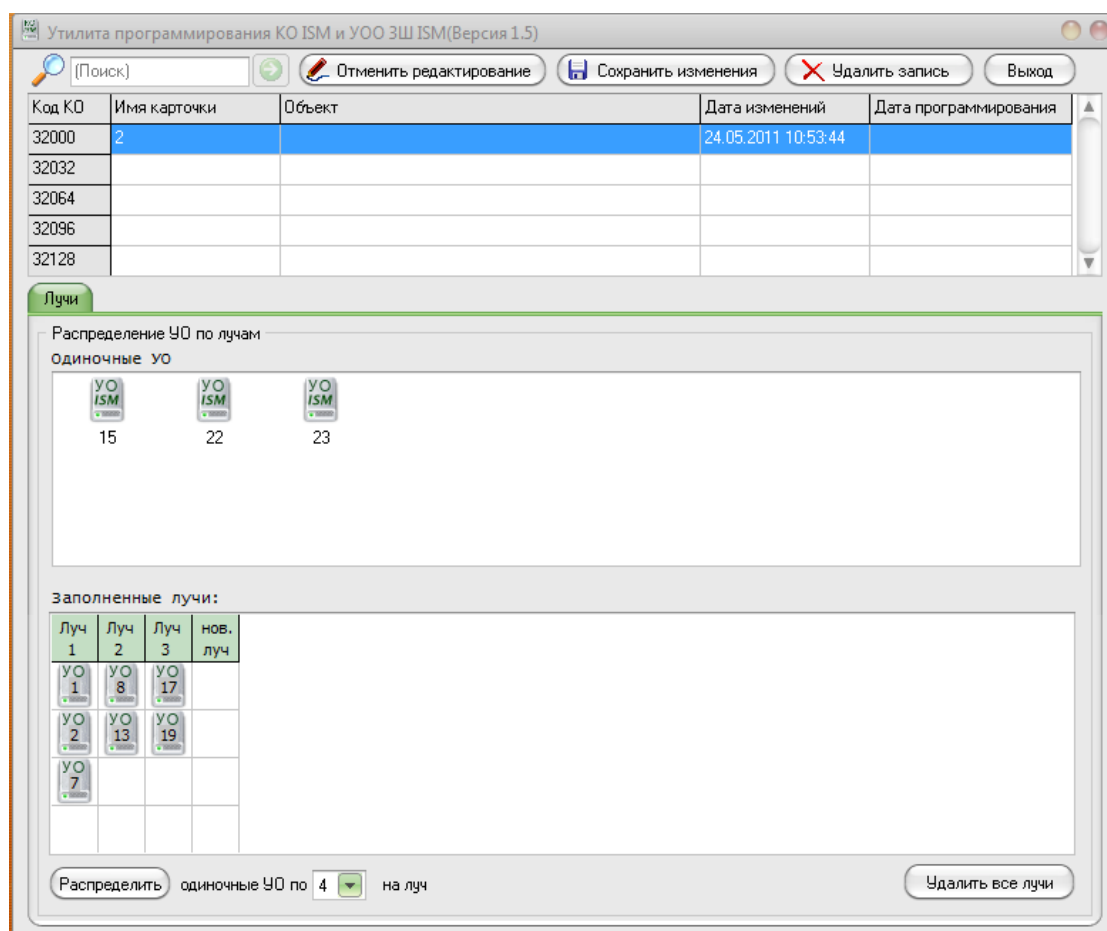 Утилита программирования КО ISM и УОО ЗШ ISM(Версия 1.5)
(Поиск) Отменить редактирование Сохранить изменения Удалить запись Выход
Код КО Имя карточки Объект Дата изменений Дата программирования
32000 2 24.05.2011 10:53:44
32032
32064
32096
32128
Лучи
Распределение УО по лучам
Одиночные УО
УО ISM УО ISM УО ISM
15 22 23
Заполненные лучи:
Луч Луч Луч нов.
1 2 3 луч
УО УО УО
1 8 17
УО УО УО
2 13 19
УО
7
Распределить одиночные УО по 4 на луч Удалить все лучи